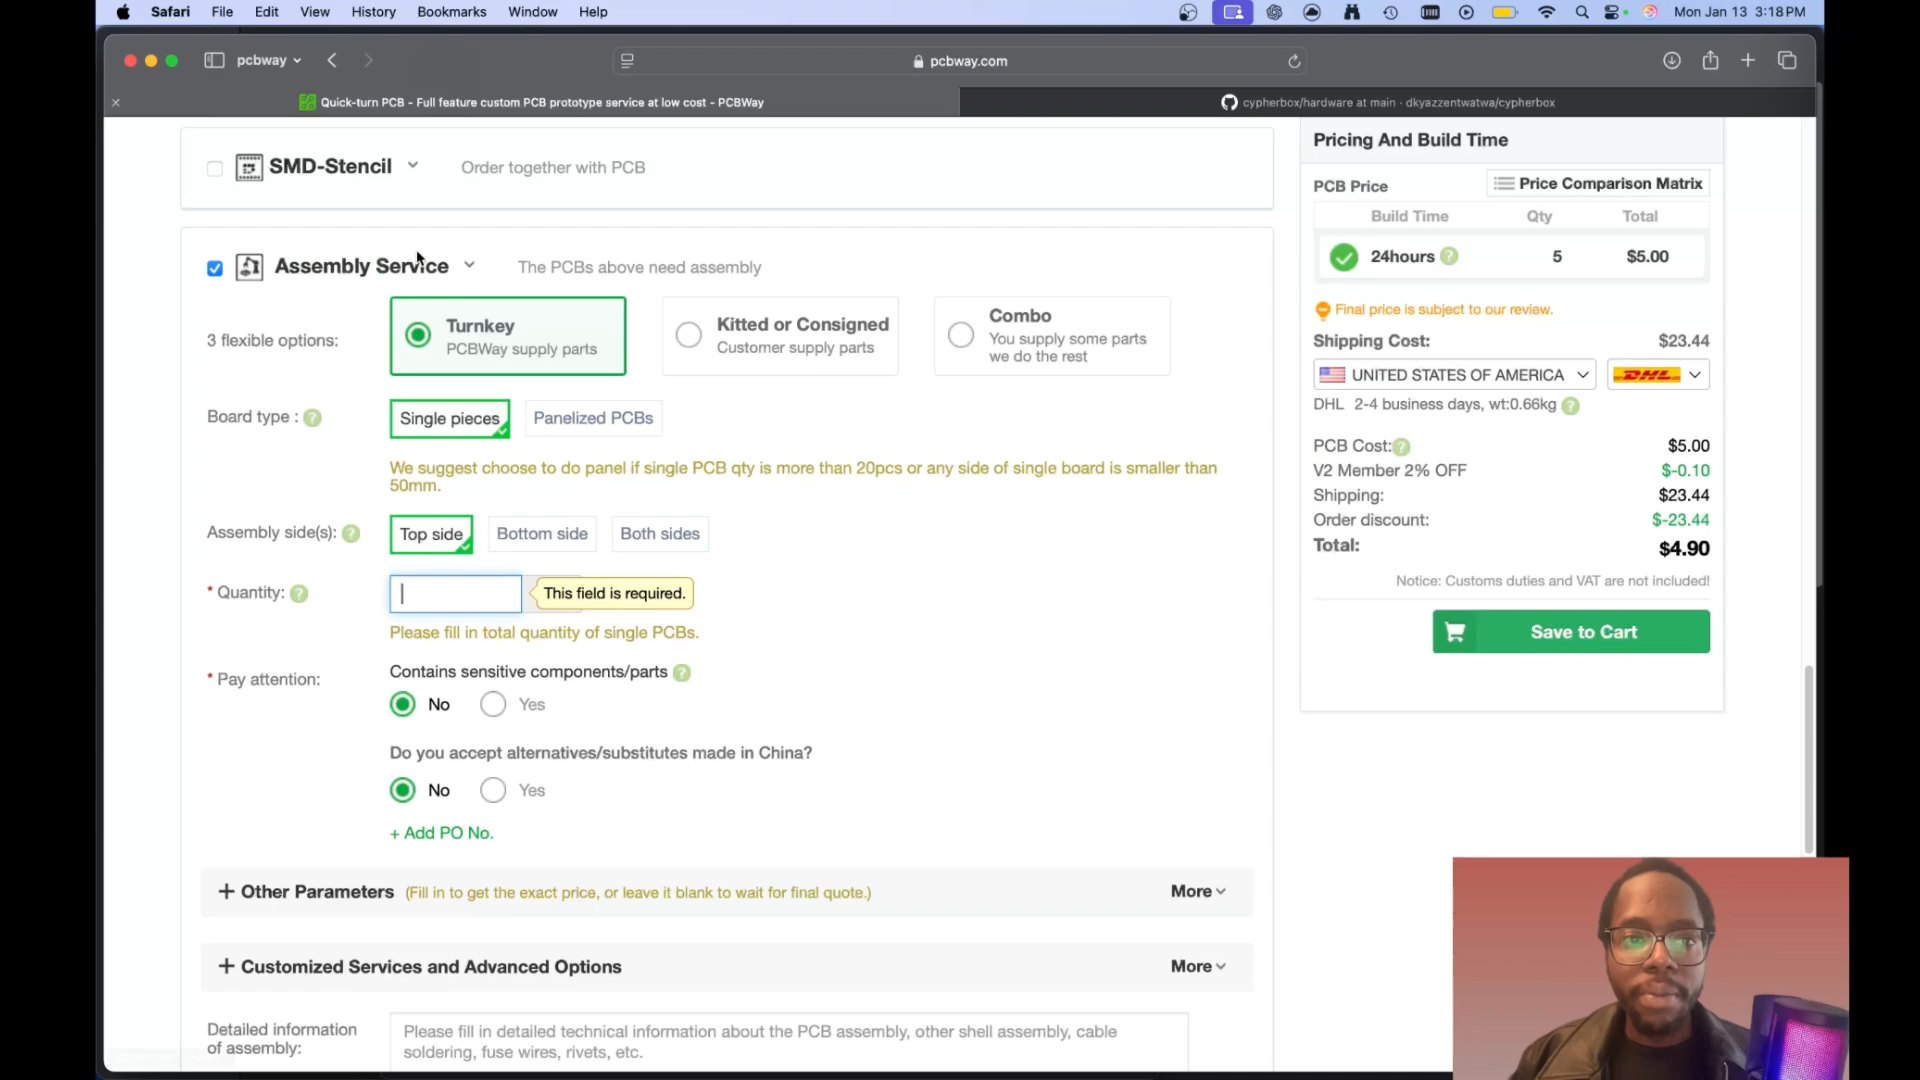 Safari File Edit View History Bookmarks Window Help Mon Jan 13 3:18 PM
pcbway pcbway.com
Quick-turn PCB - Full feature custom PCB prototype service at low cost - PCBWay cypherbox/hardware at main · dkyazzentwatwa/cypherbox
SMD-Stencil Order together with PCB
Assembly Service The PCBs above need assembly
3 flexible options:
Turnkey
PCBWay supply parts
Kitted or Consigned
Customer supply parts
Combo
You supply some parts
we do the rest
Board type : ? Single pieces Panelized PCBs
We suggest choose to do panel if single PCB qty is more than 20pcs or any side of single board is smaller than
50mm.
Assembly side(s): ? Top side Bottom side Both sides
* Quantity: ? This field is required.
Please fill in total quantity of single PCBs.
* Pay attention:
Contains sensitive components/parts ?
No Yes
Do you accept alternatives/substitutes made in China?
No Yes
+ Add PO No.
+ Other Parameters (Fill in to get the exact price, or leave it blank to wait for final quote.) More
+ Customized Services and Advanced Options More
Detailed information
of assembly:
Please fill in detailed technical information about the PCB assembly, other shell assembly, cable
soldering, fuse wires, rivets, etc.
Pricing And Build Time
PCB Price Price Comparison Matrix
Build Time Qty Total
24hours ? 5 $5.00
Final price is subject to our review.
Shipping Cost: $23.44
UNITED STATES OF AMERICA DHL
DHL 2-4 business days, wt:0.66kg ?
PCB Cost:? $5.00
V2 Member 2% OFF $-0.10
Shipping: $23.44
Order discount: $-23.44
Total: $4.90
Notice: Customs duties and VAT are not included!
Save to Cart